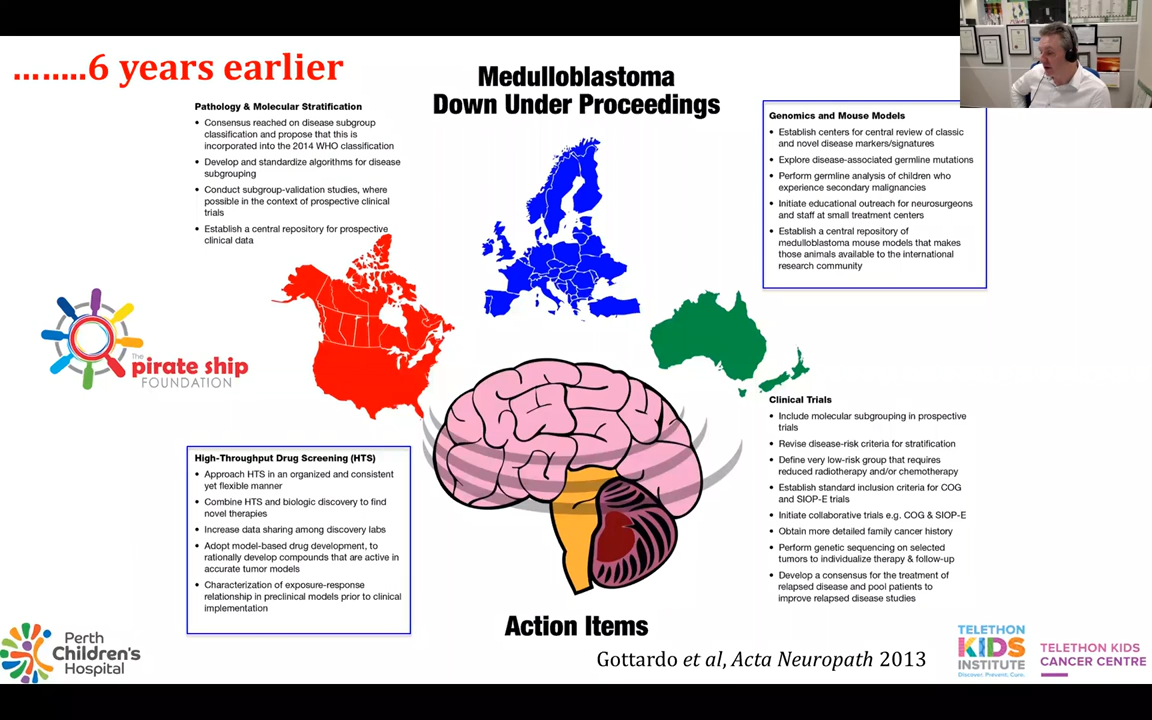 ........6 years earlier
Medulloblastoma
Down Under Proceedings
Pathology & Molecular Stratification
• Consensus reached on disease subgroup
classification and propose that this is
incorporated into the 2014 WHO classification
• Develop and standardize algorithms for disease
subgrouping
• Conduct subgroup-validation studies, where
possible in the context of prospective clinical
trials
• Establish a central repository for prospective
clinical data
Genomics and Mouse Models
• Establish centers for central review of classic
and novel disease markers/signatures
• Explore disease-associated germline mutations
• Perform germline analysis of children who
experience secondary malignancies
• Initiate educational outreach for neurosurgeons
and staff at small treatment centers
• Establish a central repository of
medulloblastoma mouse models that makes
those animals available to the international
research community
The
pirate ship
FOUNDATION
High-Throughput Drug Screening (HTS)
• Approach HTS in an organized and consistent
yet flexible manner
• Combine HTS and biologic discovery to find
novel therapies
• Increase data sharing among discovery labs
• Adopt model-based drug development, to
rationally develop compounds that are active in
accurate tumor models
• Characterization of exposure-response
relationship in preclinical models prior to clinical
implementation
Clinical Trials
• Include molecular subgrouping in prospective
trials
• Revise disease-risk criteria for stratification
• Define very low-risk group that requires
reduced radiotherapy and/or chemotherapy
• Establish standard inclusion criteria for COG
and SIOP-E trials
• Initiate collaborative trials e.g. COG & SIOP-E
• Obtain more detailed family cancer history
• Perform genetic sequencing on selected
tumors to individualize therapy & follow-up
• Develop a consensus for the treatment of
relapsed disease and pool patients to
improve relapsed disease studies
Action Items
Gottardo et al, Acta Neuropath 2013
Perth
Children's
Hospital
TELETHON
KIDS
INSTITUTE
Discover. Prevent. Cure.
TELETHON KIDS
CANCER CENTRE